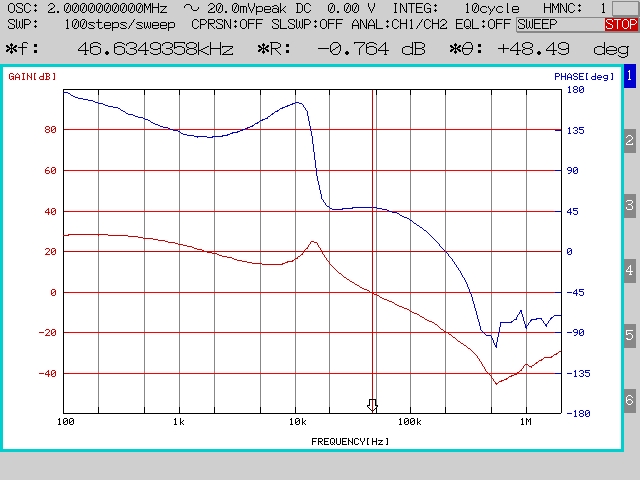 OSC: 2.0000000000MHz ∿ 20.0mVpeak DC 0.00 V INTEG: 10cycle HMNC: 1
SWP: 100steps/sweep CPRSN:OFF SLSWP:OFF ANAL:CH1/CH2 EQL:OFF SWEEP STOP
*f: 46.6349358kHz *R: -0.764 dB *θ: +48.49 deg
GAIN[dB] PHASE[deg]
1
180
80 135
2
60 90
3
40 45
20 0
4
0 -45
5
-20 -90
-40 -135
6
-180
100 1k 10k 100k 1M
FREQUENCY[Hz]